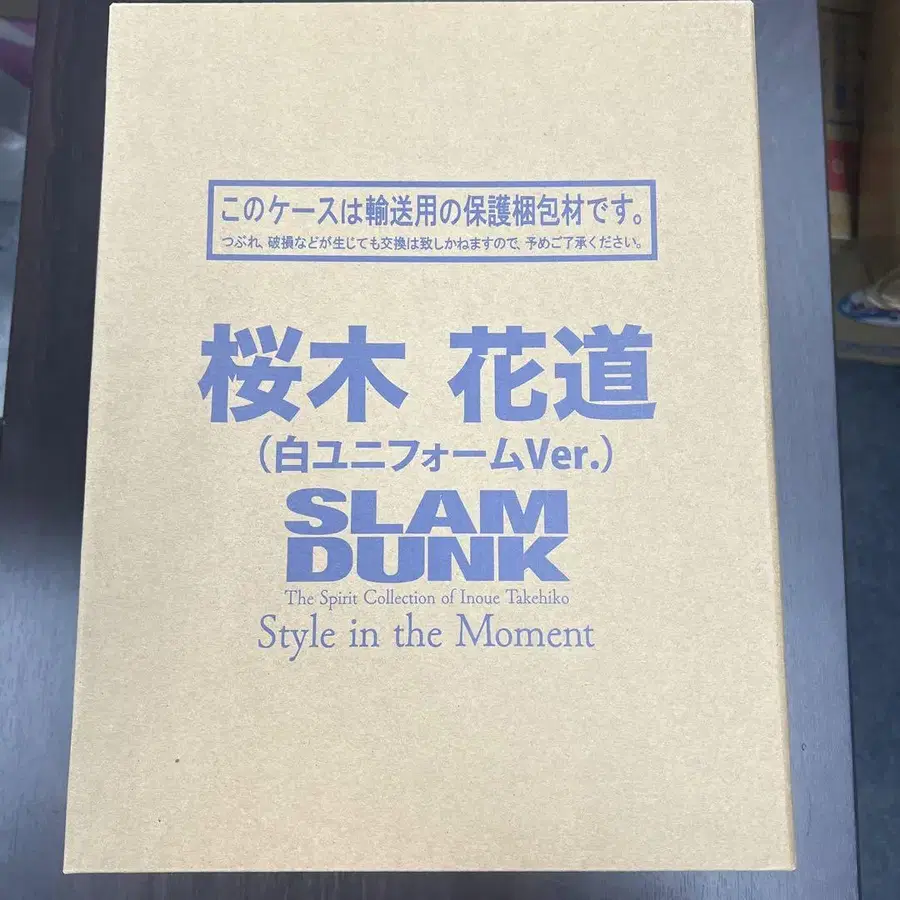 このケースは輸送用の保護梱包材です。
つぶれ、破損などが生じても交換は致しかねますので、予めご了承ください。
桜木 花道
（白ユニフォームVer.）
SLAM
DUNK
The Spirit Collection of Inoue Takehiko
Style in the Moment